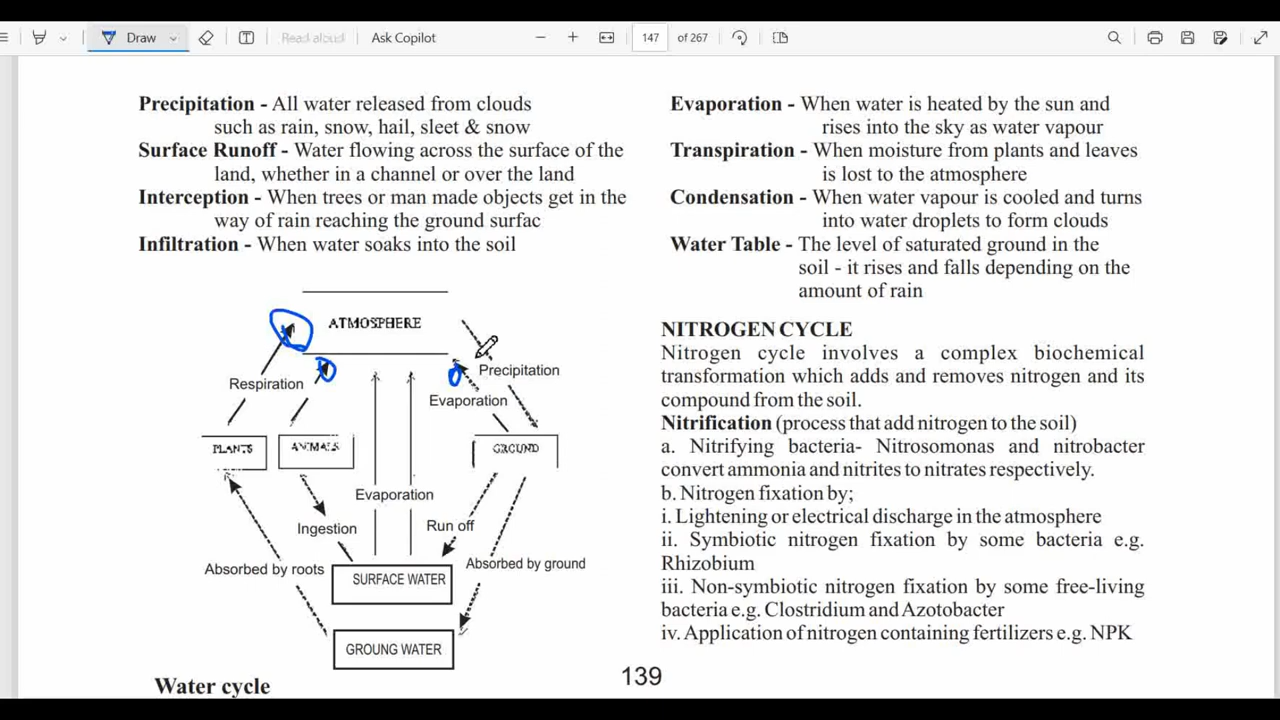 Draw
Read aloud
Ask Copilot
147
of 267
Precipitation - All water released from clouds
such as rain, snow, hail, sleet & snow
Surface Runoff - Water flowing across the surface of the
land, whether in a channel or over the land
Interception - When trees or man made objects get in the
way of rain reaching the ground surfac
Infiltration - When water soaks into the soil
ATMOSPHERE
Respiration
Precipitation
Evaporation
PLANTS
ANIMALS
GROUND
Evaporation
Ingestion
Run off
Absorbed by roots
Absorbed by ground
SURFACE WATER
GROUNG WATER
Water cycle
Evaporation - When water is heated by the sun and
rises into the sky as water vapour
Transpiration - When moisture from plants and leaves
is lost to the atmosphere
Condensation - When water vapour is cooled and turns
into water droplets to form clouds
Water Table - The level of saturated ground in the
soil - it rises and falls depending on the
amount of rain
NITROGEN CYCLE
Nitrogen cycle involves a complex biochemical
transformation which adds and removes nitrogen and its
compound from the soil.
Nitrification (process that add nitrogen to the soil)
a. Nitrifying bacteria- Nitrosomonas and nitrobacter
convert ammonia and nitrites to nitrates respectively.
b. Nitrogen fixation by;
i. Lightening or electrical discharge in the atmosphere
ii. Symbiotic nitrogen fixation by some bacteria e.g.
Rhizobium
iii. Non-symbiotic nitrogen fixation by some free-living
bacteria e.g. Clostridium and Azotobacter
iv. Application of nitrogen containing fertilizers e.g. NPK
139